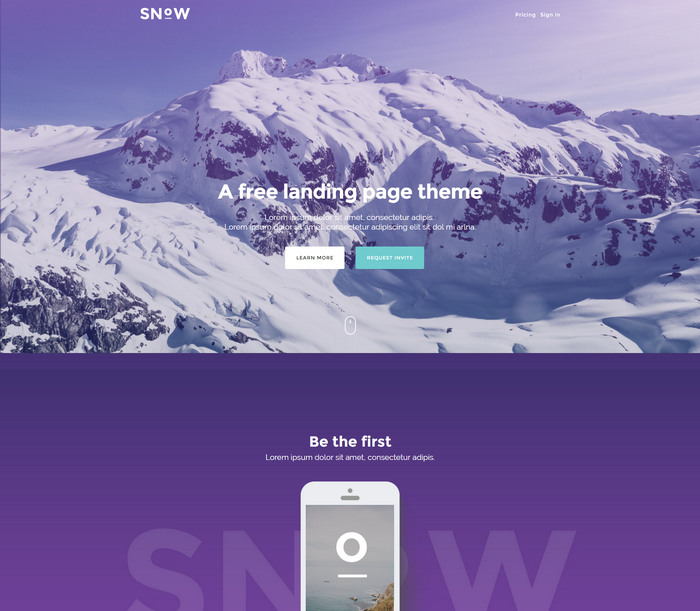 SNOW
Pricing Sign In
A free landing page theme
Lorem ipsum dolor sit amet, consectetur adipis.
Lorem ipsum dolor sit amet consectetur adipiscing elit sit dol mi arlna.
LEARN MORE
REQUEST INVITE
Be the first
Lorem ipsum dolor sit amet, consectetur adipis.
SNOW
O